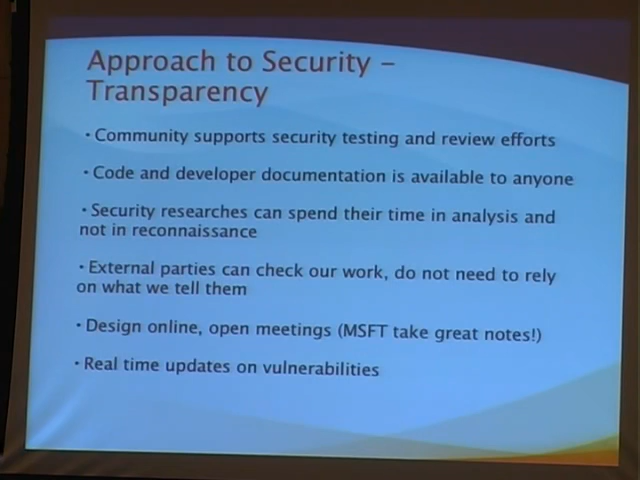 Approach to Security –
Transparency
• Community supports security testing and review efforts
• Code and developer documentation is available to anyone
• Security researches can spend their time in analysis and
not in reconnaissance
• External parties can check our work, do not need to rely
on what we tell them
• Design online, open meetings (MSFT take great notes!)
• Real time updates on vulnerabilities